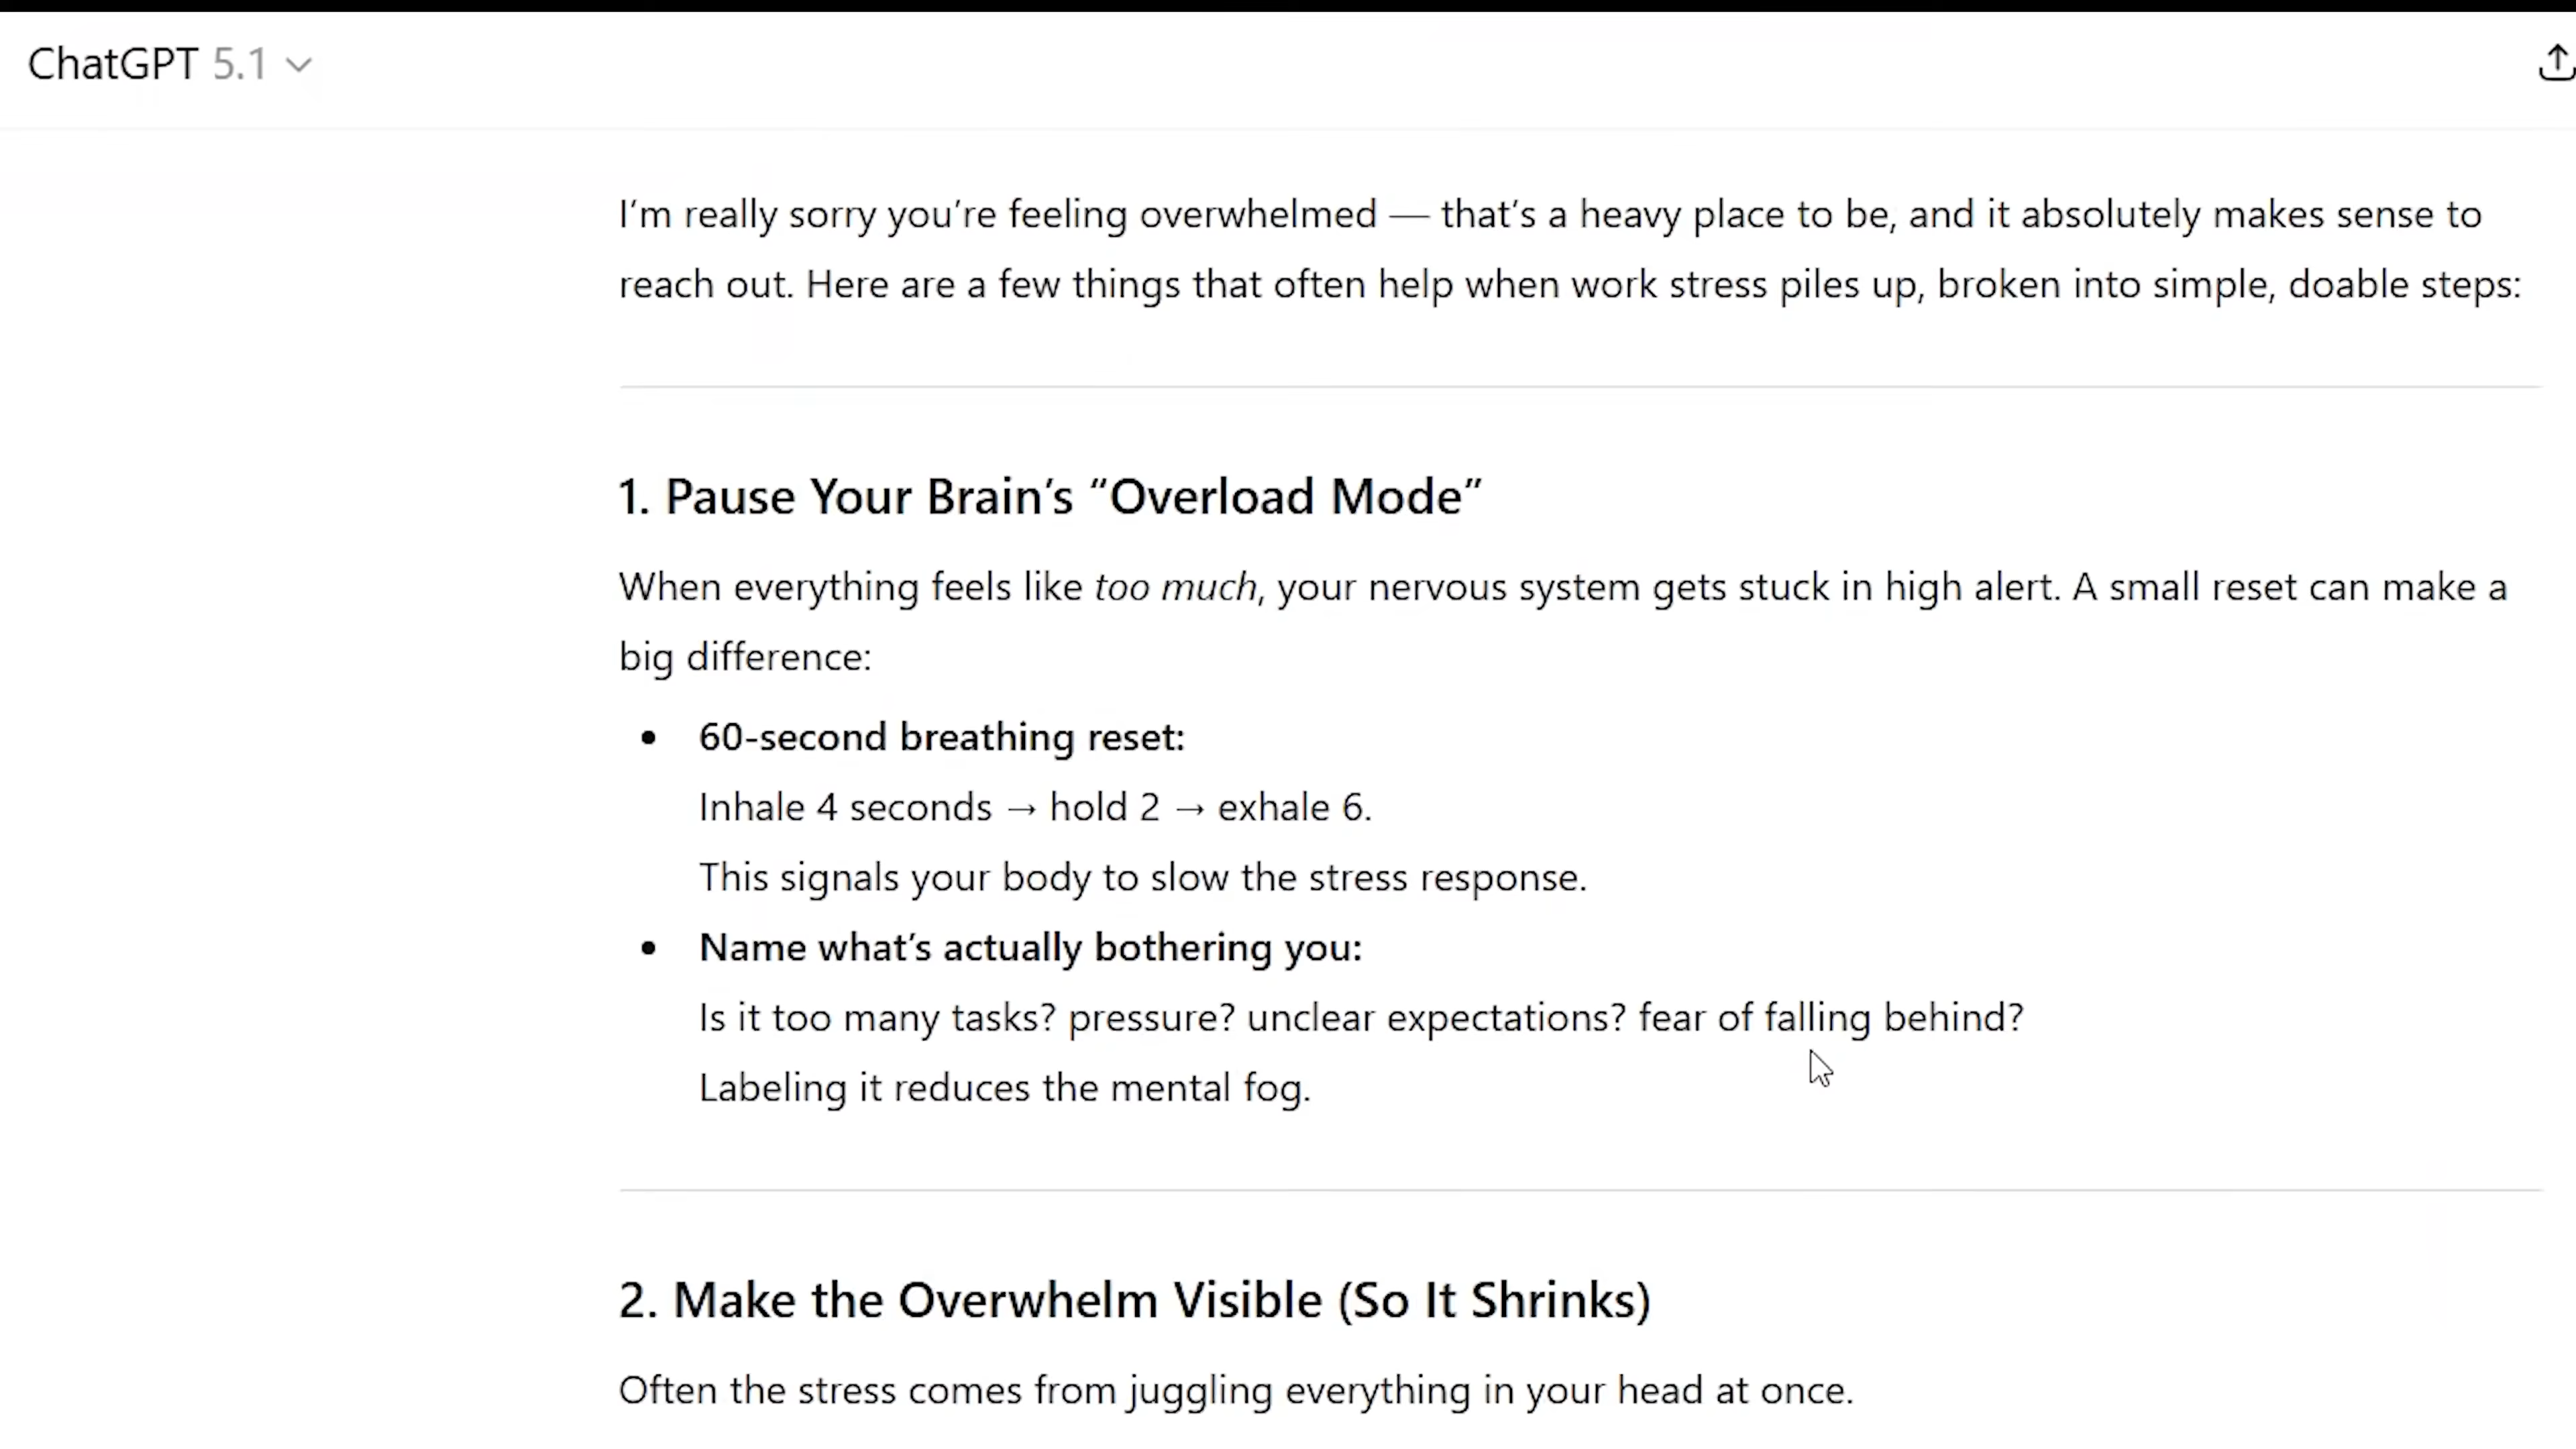 ChatGPT 5.1
I'm really sorry you're feeling overwhelmed — that's a heavy place to be, and it absolutely makes sense to
reach out. Here are a few things that often help when work stress piles up, broken into simple, doable steps:
1. Pause Your Brain's “Overload Mode”
When everything feels like too much, your nervous system gets stuck in high alert. A small reset can make a
big difference:
• 60-second breathing reset:
Inhale 4 seconds → hold 2 → exhale 6.
This signals your body to slow the stress response.
• Name what's actually bothering you:
Is it too many tasks? pressure? unclear expectations? fear of falling behind?
Labeling it reduces the mental fog.
2. Make the Overwhelm Visible (So It Shrinks)
Often the stress comes from juggling everything in your head at once.